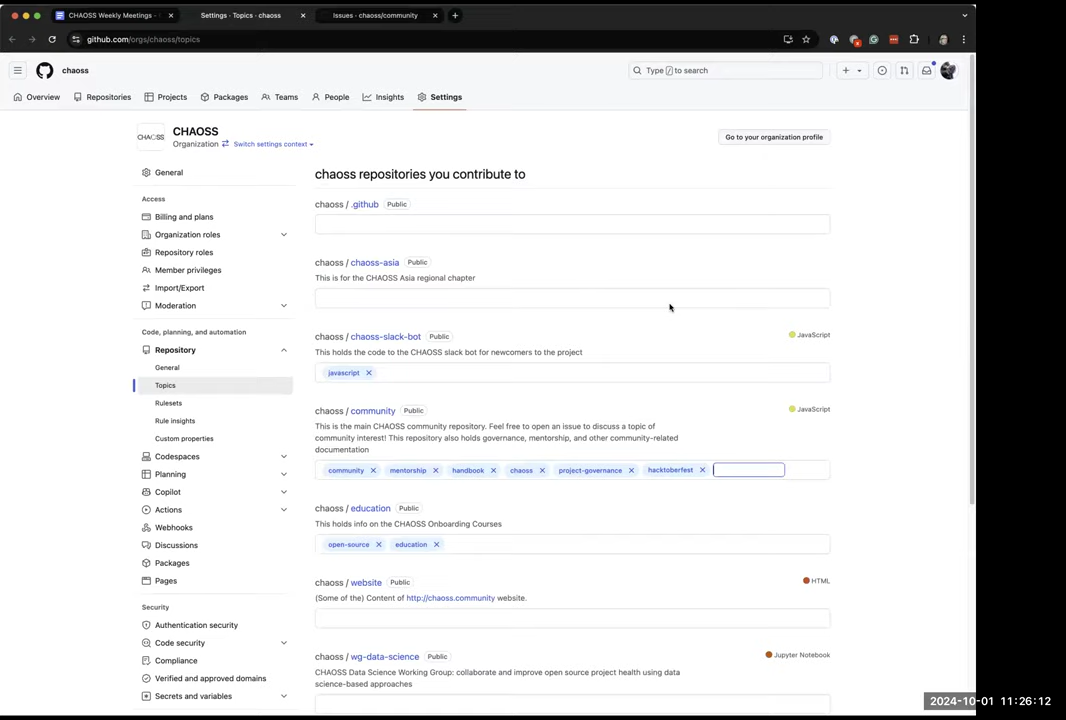 CHAOSS Weekly Meetings -
Settings · Topics · chaoss
Issues · chaoss/community
github.com/orgs/chaoss/topics
chaoss
Type / to search
Overview
Repositories
Projects
Packages
Teams
People
Insights
Settings
CHAOSS
CHAOSS
Organization
Switch settings context
Go to your organization profile
General
Access
Billing and plans
Organization roles
Repository roles
Member privileges
Import/Export
Moderation
Code, planning, and automation
Repository
General
Topics
Rulesets
Rule insights
Custom properties
Codespaces
Planning
Copilot
Actions
Webhooks
Discussions
Packages
Pages
Security
Authentication security
Code security
Compliance
Verified and approved domains
Secrets and variables
chaoss repositories you contribute to
chaoss / .github Public
chaoss / chaoss-asia Public
This is for the CHAOSS Asia regional chapter
chaoss / chaoss-slack-bot Public
JavaScript
This holds the code to the CHAOSS slack bot for newcomers to the project
javascript
chaoss / community Public
JavaScript
This is the main CHAOSS community repository. Feel free to open an issue to discuss a topic of
community interest! This repository also holds governance, mentorship, and other community-related
documentation
community mentorship handbook chaoss project-governance hacktoberfest
chaoss / education Public
This holds info on the CHAOSS Onboarding Courses
open-source education
chaoss / website Public
HTML
(Some of the) Content of http://chaoss.community website.
chaoss / wg-data-science Public
Jupyter Notebook
CHAOSS Data Science Working Group: collaborate and improve open source project health using data
science-based approaches
2024-10-01 11:26:12